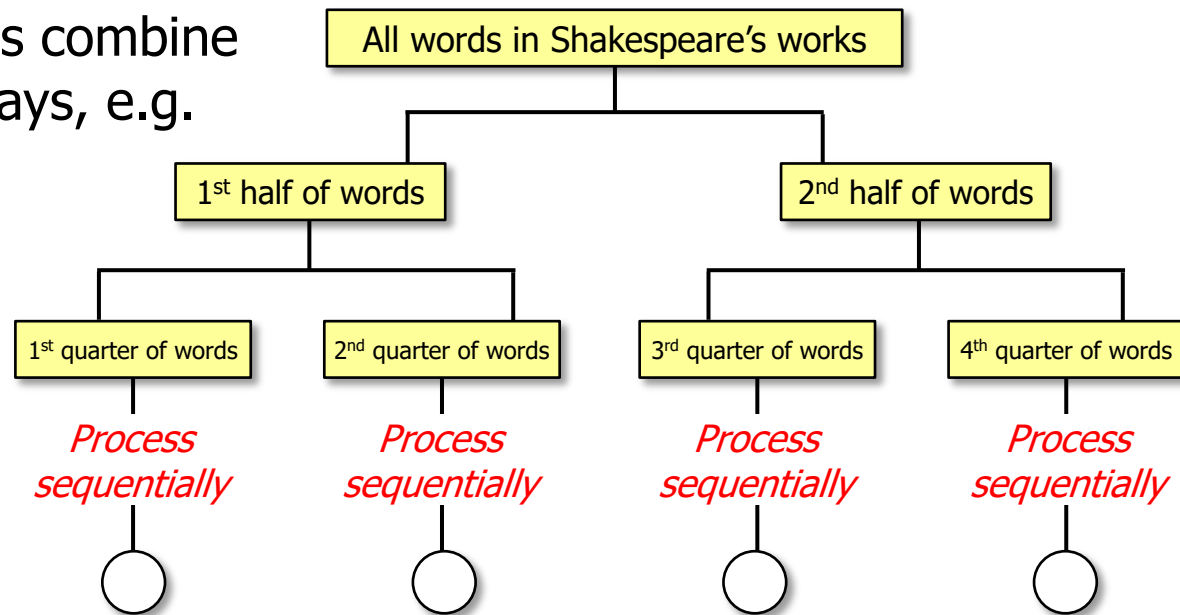 s combine
ays, e.g.
All words in Shakespeare’s works
1st half of words
2nd half of words
1st quarter of words
2nd quarter of words
3rd quarter of words
4th quarter of words
Process
sequentially
Process
sequentially
Process
sequentially
Process
sequentially